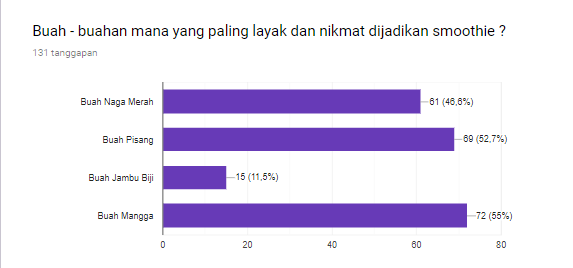 Buah - buahan mana yang paling layak dan nikmat dijadikan smoothie ?
131 tanggapan
Buah Naga Merah
61 (46,6%)
Buah Pisang
69 (52,7%)
Buah Jambu Biji
15 (11,5%)
Buah Mangga
72 (55%)
0 20 40 60 80